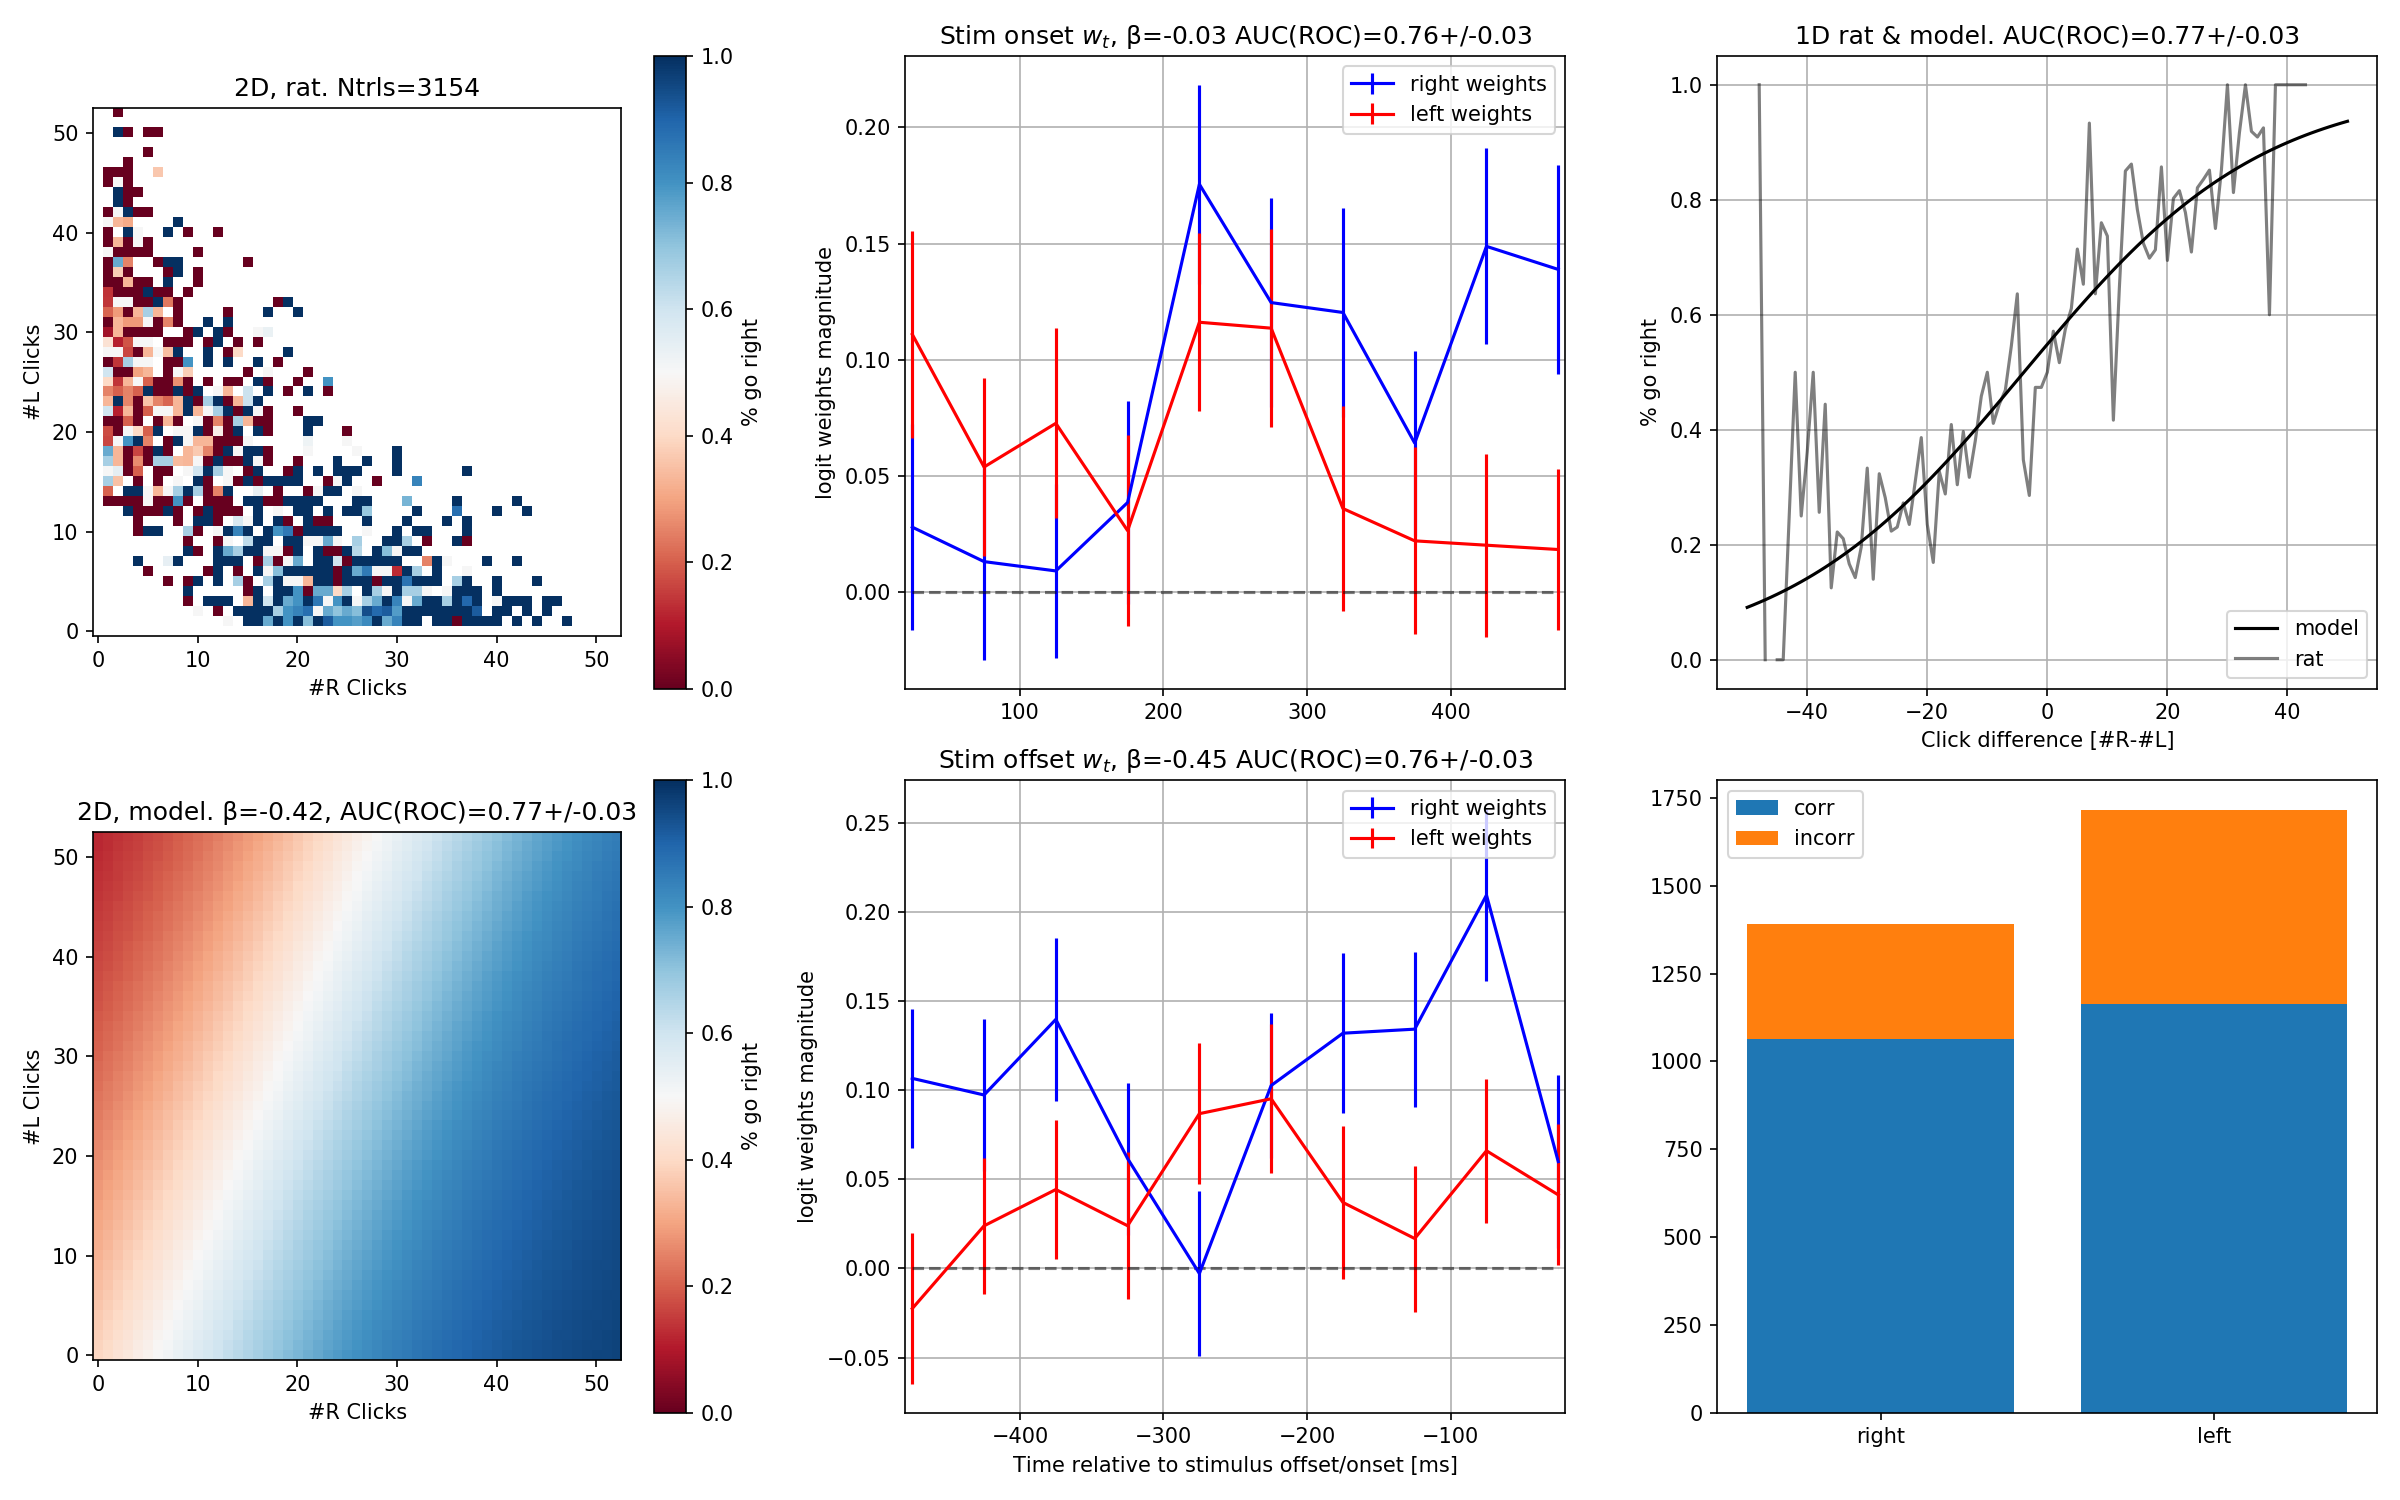 2D, rat. Ntrls=3154
50
40
30
20
10
0
#L Clicks
0 10 20 30 40 50
#R Clicks
1.0
0.8
0.6
0.4
0.2
0.0
% go right
Stim onset wt, β=-0.03 AUC(ROC)=0.76+/-0.03
right weights
left weights
0.20
0.15
0.10
0.05
0.00
logit weights magnitude
100 200 300 400
1D rat & model. AUC(ROC)=0.77+/-0.03
1.0
0.8
0.6
0.4
0.2
0.0
% go right
model
rat
−40 −20 0 20 40
Click difference [#R-#L]
2D, model. β=-0.42, AUC(ROC)=0.77+/-0.03
50
40
30
20
10
0
#L Clicks
0 10 20 30 40 50
#R Clicks
1.0
0.8
0.6
0.4
0.2
0.0
% go right
Stim offset wt, β=-0.45 AUC(ROC)=0.76+/-0.03
right weights
left weights
0.25
0.20
0.15
0.10
0.05
0.00
−0.05
logit weights magnitude
−400 −300 −200 −100
Time relative to stimulus offset/onset [ms]
corr
incorr
1750
1500
1250
1000
750
500
250
0
right left